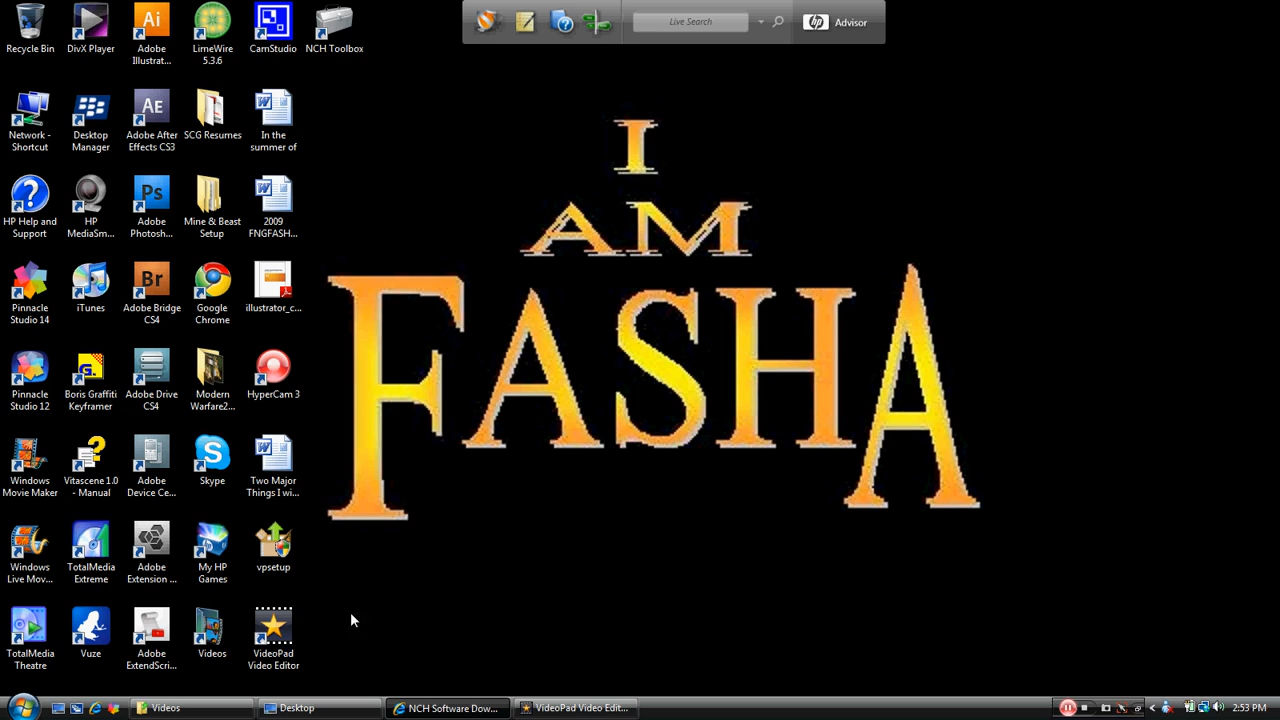 Recycle Bin
DivX Player
Adobe
Illustrat...
LimeWire
5.3.6
CamStudio
NCH Toolbox
Live Search
hp
Advisor
Network -
Shortcut
Desktop
Manager
Adobe After
Effects CS3
SCG Resumes
In the
summer of
HP Help and
Support
HP
MediaSm...
Adobe
Photosh...
Mine & Beast
Setup
2009
FNGFASH...
Pinnacle
Studio 14
iTunes
Adobe Bridge
CS4
Google
Chrome
illustrator_c...
Pinnacle
Studio 12
Boris Graffiti
Keyframer
Adobe Drive
CS4
Modern
Warfare2...
HyperCam 3
Windows
Movie Maker
Vitascene 1.0
- Manual
Adobe
Device Ce...
Skype
Two Major
Things I wi...
Windows
Live Mov...
TotalMedia
Extreme
Adobe
Extension ...
My HP
Games
vpsetup
TotalMedia
Theatre
Vuze
Adobe
ExtendScri...
Videos
VideoPad
Video Editor
Ai
AE
Ps
Br
G.
I
AM
FASHA
Videos
Desktop
NCH Software Dow...
VideoPad Video Edit...
2:53 PM